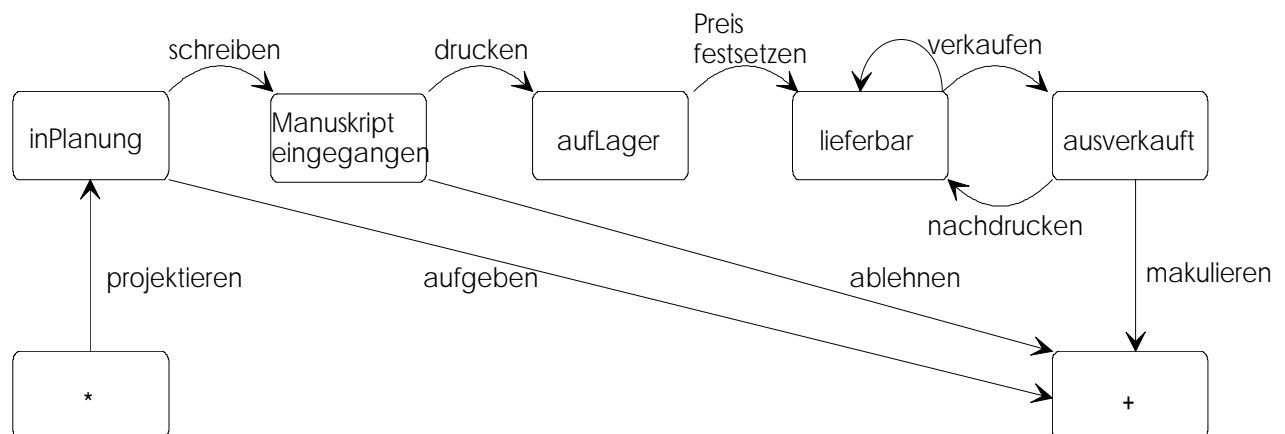 schreiben
drucken
Preis
festsetzen
verkaufen
inPlanung
Manuskript
eingegangen
aufLager
lieferbar
ausverkauft
nachdrucken
projektieren
aufgeben
ablehnen
makulieren
*
+